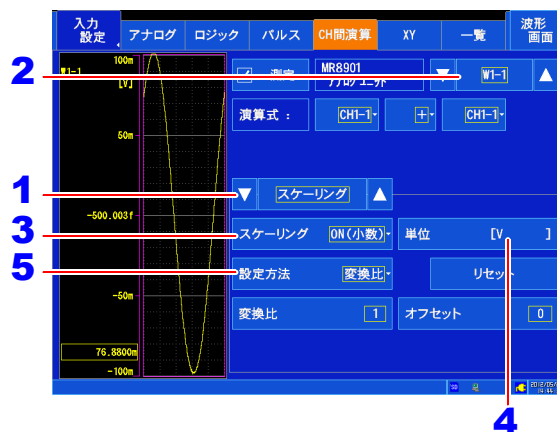 入力
設定
アナログ
ロジック
パルス
CH間演算
XY
一覧
波形
画面
W1-1
100m
[V]
50m
-500.003f
-50m
76.8800m
-100m
測定
MR8901
アナログ ユニット
▼
W1-1
▲
演算式 :
CH1-1
+
CH1-1
▼
スケーリング
▲
スケーリング
ON(小数)
単位
[V ]
設定方法
変換比
リセット
変換比
1
オフセット
0
SD
2
1
3
5
4